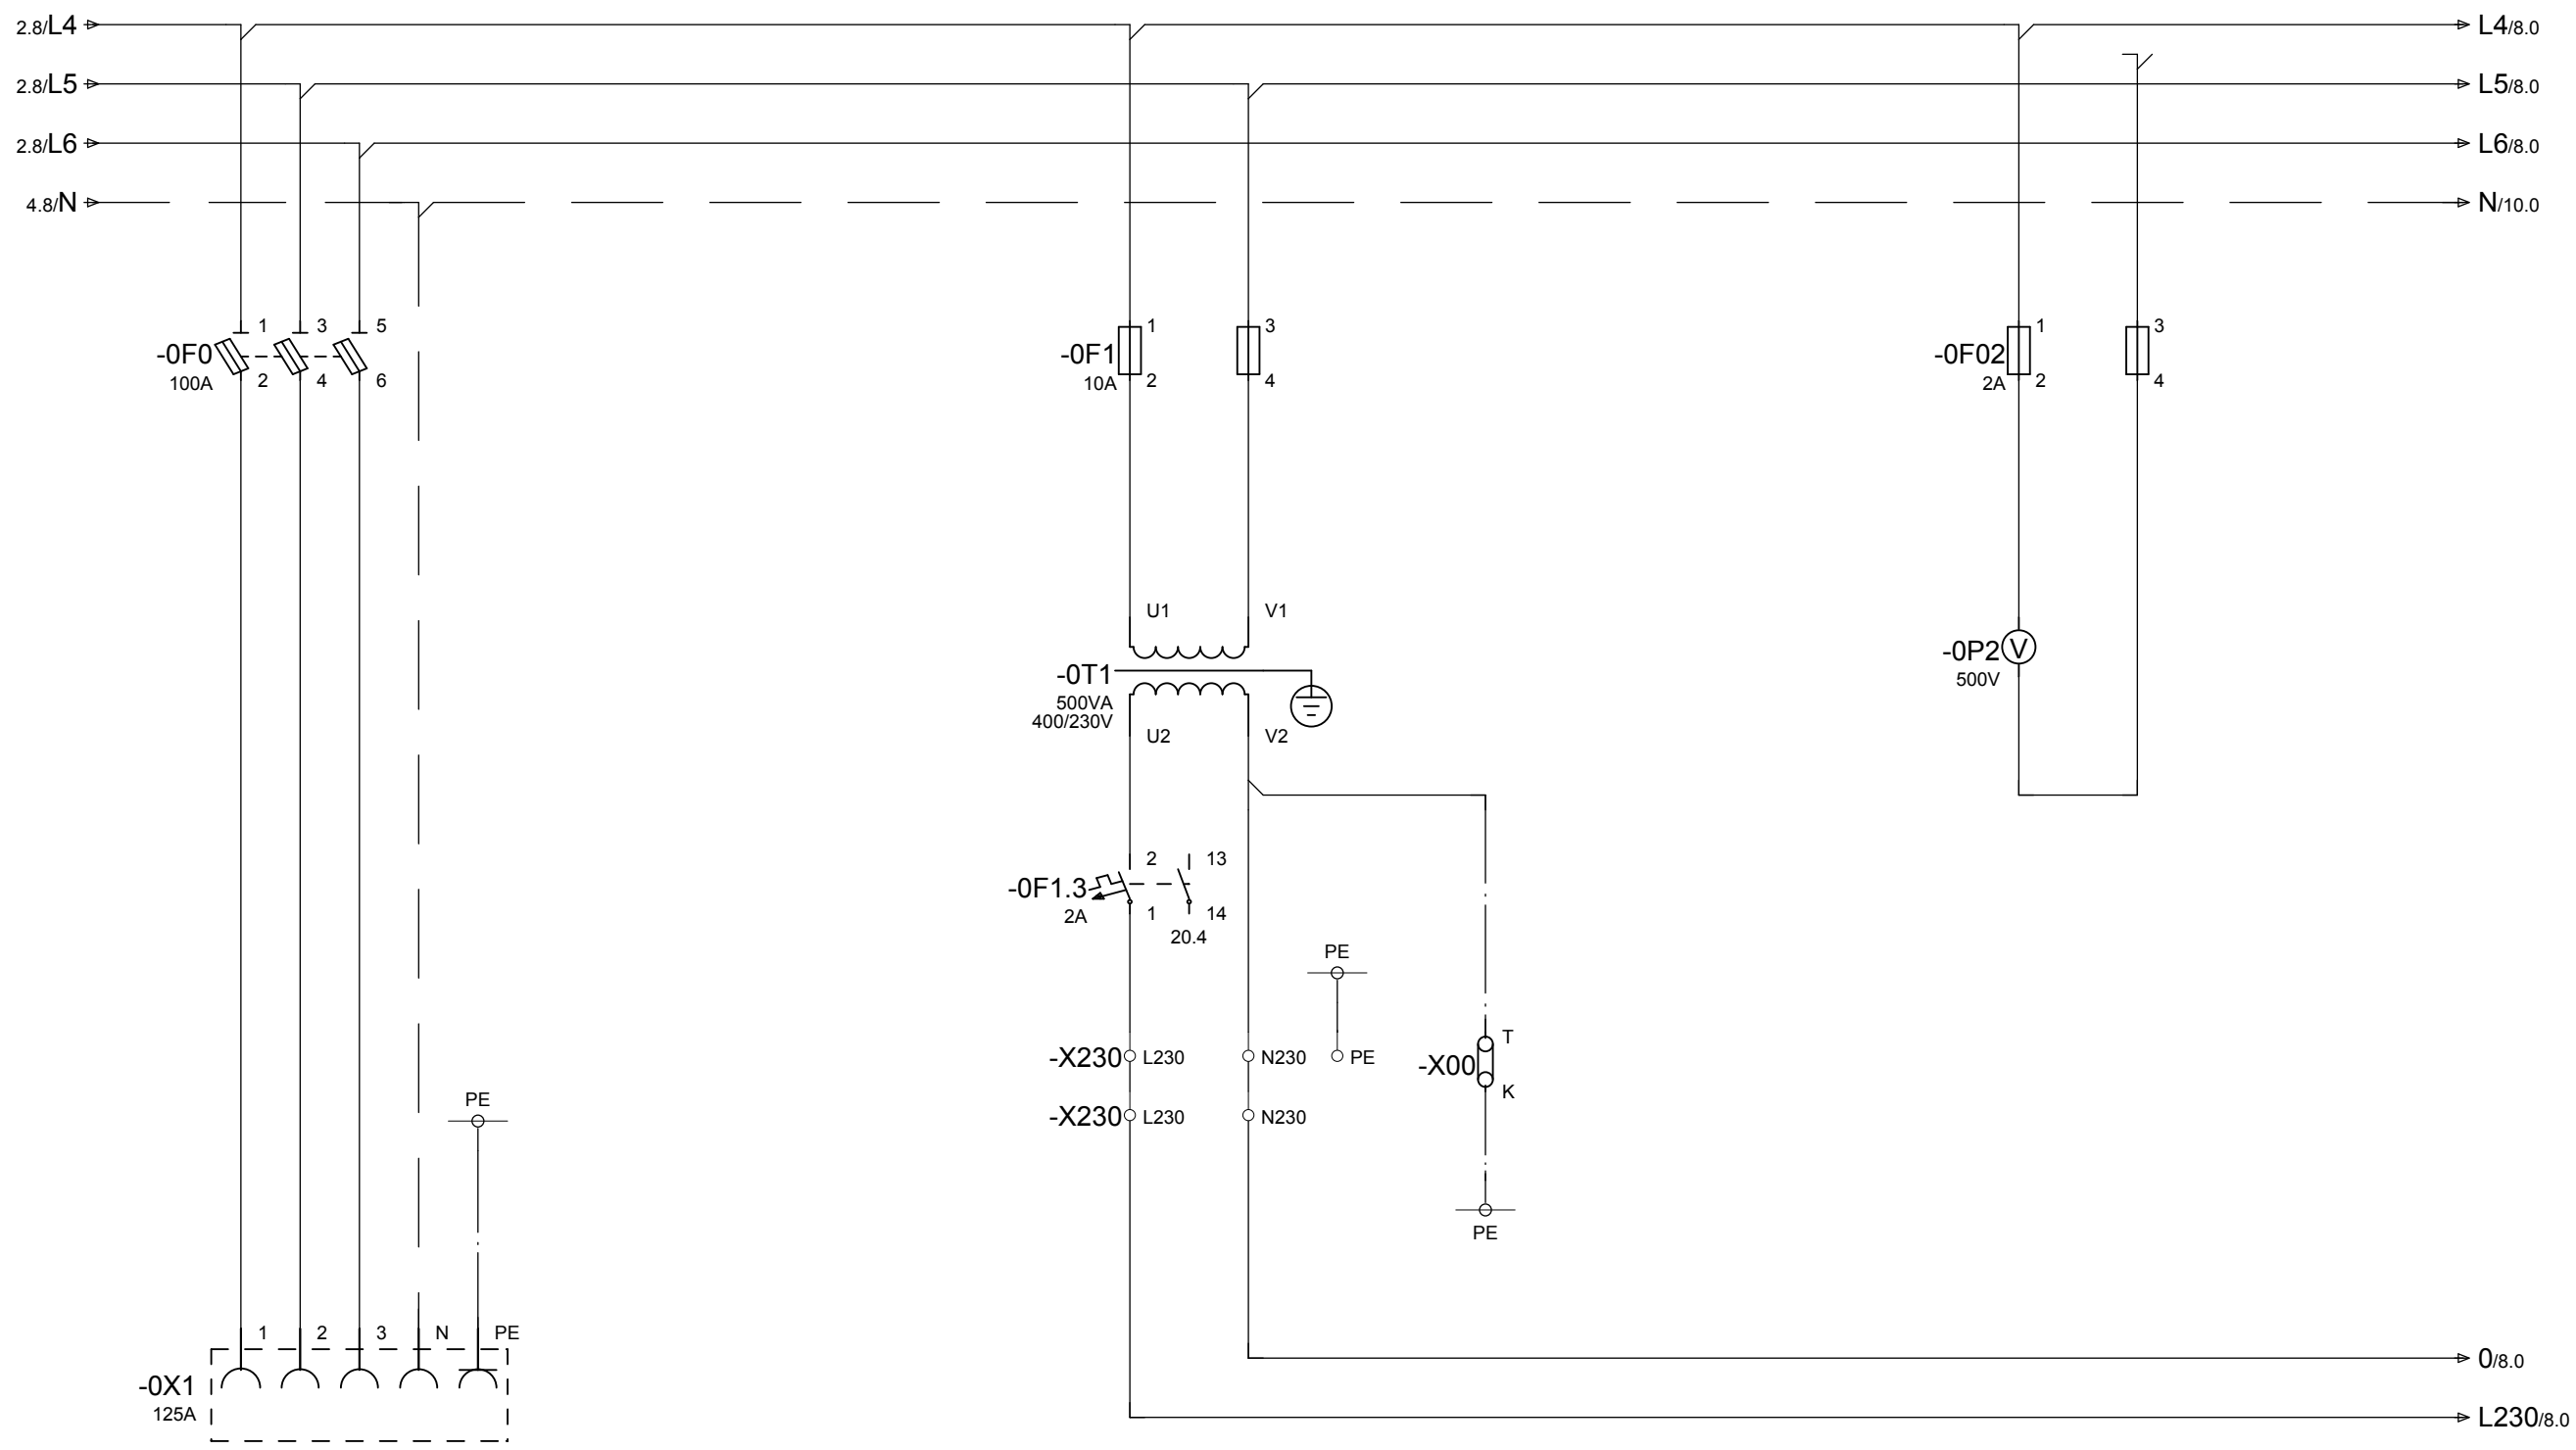 2.8/L4
L4/8.0
2.8/L5
L5/8.0
2.8/L6
L6/8.0
4.8/N
N/10.0
1 3 5
-0F0
100A
2 4 6
1 3
-0F1
10A
2 4
1 3
-0F02
2A
2 4
U1 V1
-0T1
500VA
400/230V
U2 V2
V
-0P2
500V
2 13
-0F1.3
2A
1 14
20.4
PE
-X230 L230 N230 PE
-X230 L230 N230
T
-X00
K
PE
PE
1 2 3 N PE
-0X1
125A
0/8.0
L230/8.0